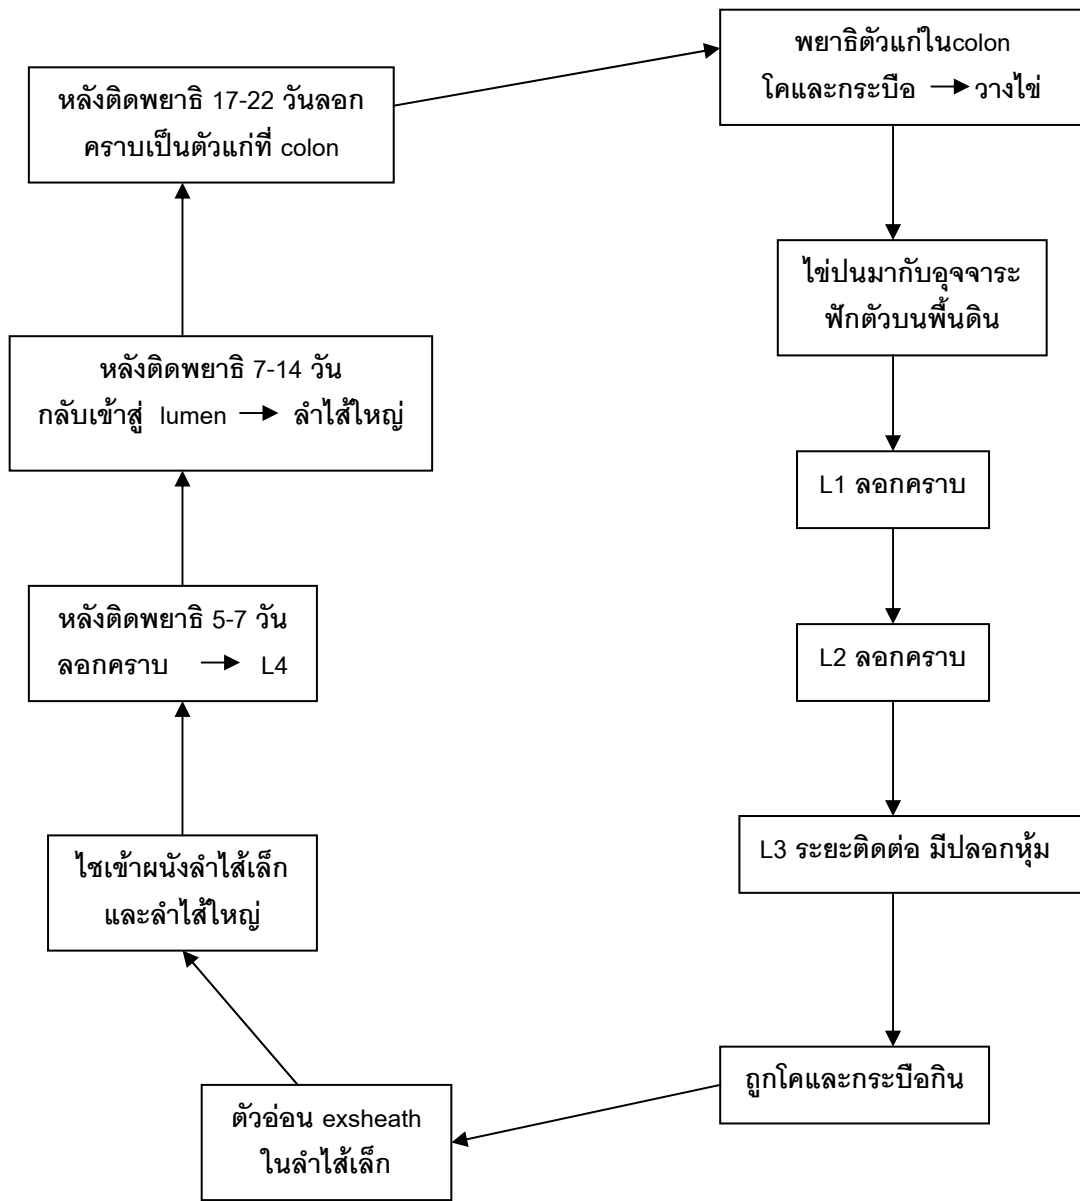 พยาธิตัวแก่ในcolon
โคและกระบือ → วางไข่
ไข่ปนมากับอุจจาระ
ฟักตัวบนพื้นดิน
L1 ลอกคราบ
L2 ลอกคราบ
L3 ระยะติดต่อ มีปลอกหุ้ม
ถูกโคและกระบือกิน
ตัวอ่อน exsheath
ในลำไส้เล็ก
ไชเข้าผนังลำไส้เล็ก
และลำไส้ใหญ่
หลังติดพยาธิ 5-7 วัน
ลอกคราบ → L4
หลังติดพยาธิ 7-14 วัน
กลับเข้าสู่ lumen → ลำไส้ใหญ่
หลังติดพยาธิ 17-22 วันลอก
คราบเป็นตัวแก่ที่ colon